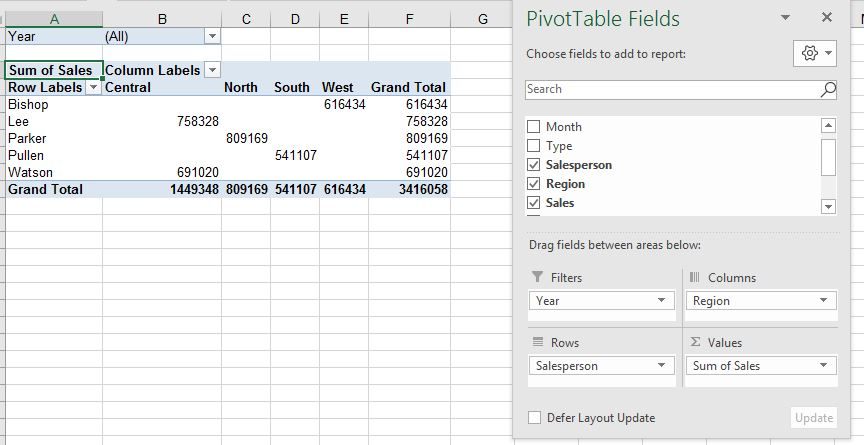 A B C D E F G
Year (All)
Sum of Sales Column Labels
Row Labels Central North South West Grand Total
Bishop 616434 616434
Lee 758328 758328
Parker 809169 809169
Pullen 541107 541107
Watson 691020 691020
Grand Total 1449348 809169 541107 616434 3416058
PivotTable Fields
Choose fields to add to report:
Search
Month
Type
Salesperson
Region
Sales
Drag fields between areas below:
Filters
Columns
Year
Region
Rows
Σ Values
Salesperson
Sum of Sales
Defer Layout Update
Update